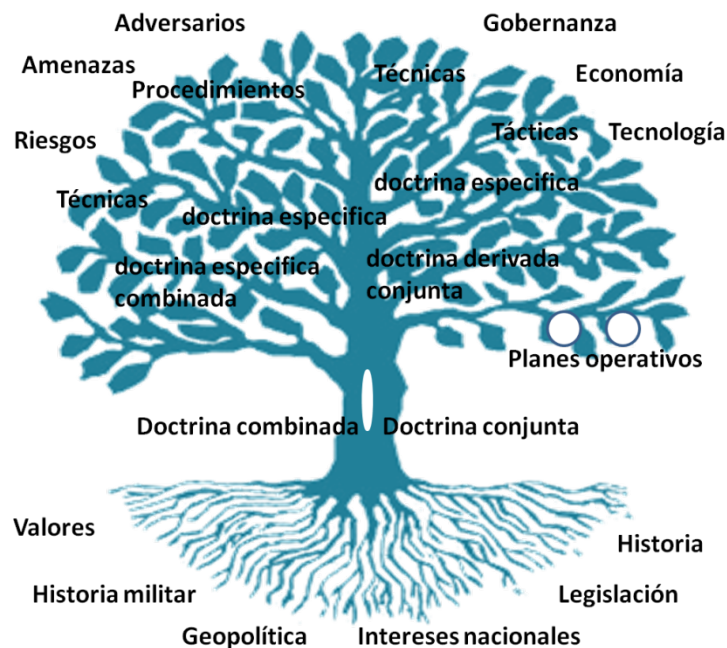 Adversarios
Gobernanza
Amenazas
Técnicas
Economía
Procedimientos
Riesgos
Tácticas
Tecnología
doctrina especifica
Técnicas
doctrina especifica
doctrina especifica
combinada
doctrina derivada
conjunta
Planes operativos
Doctrina combinada
Doctrina conjunta
Valores
Historia
Historia militar
Legislación
Geopolítica
Intereses nacionales